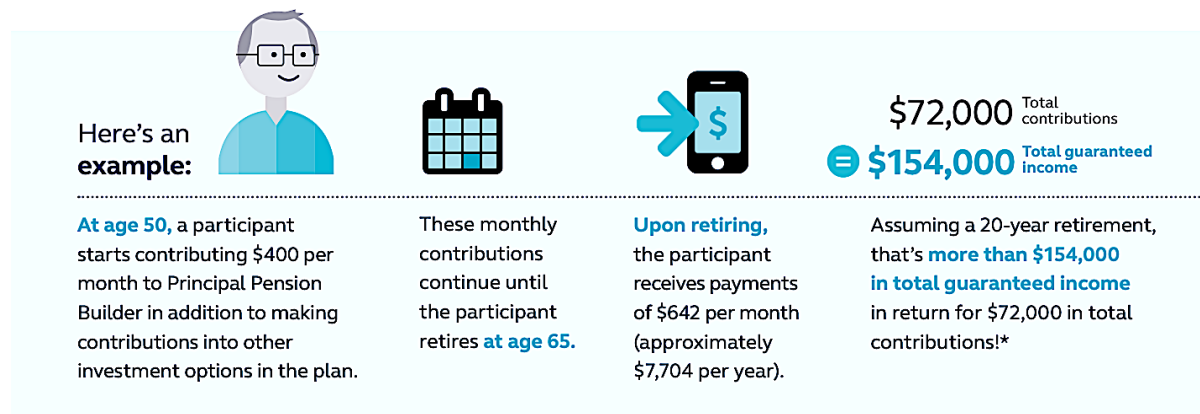 Here's an
example:
$
$72,000 Total contributions
= $154,000 Total guaranteed income
At age 50, a participant
starts contributing $400 per
month to Principal Pension
Builder in addition to making
contributions into other
investment options in the plan.
These monthly
contributions
continue until
the participant
retires at age 65.
Upon retiring,
the participant
receives payments
of $642 per month
(approximately
$7,704 per year).
Assuming a 20-year retirement,
that's more than $154,000
in total guaranteed income
in return for $72,000 in total
contributions!*